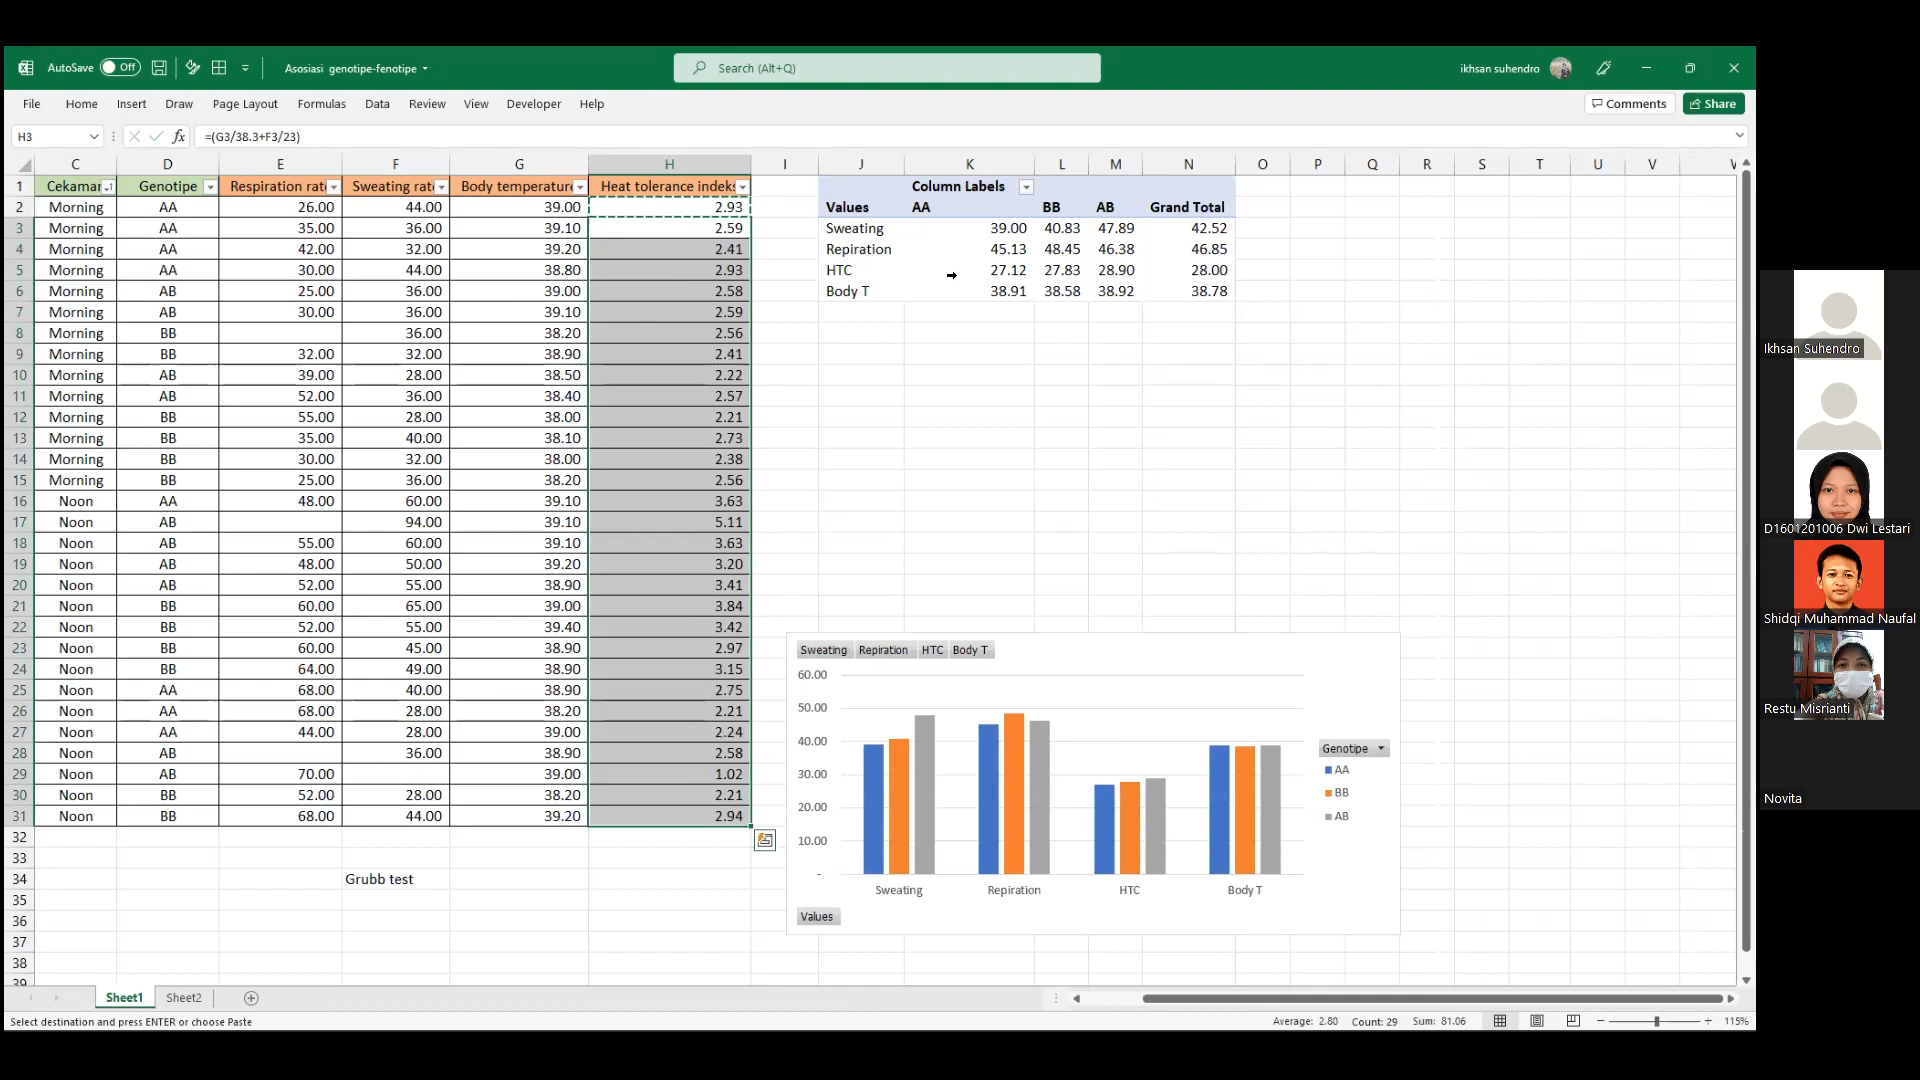 AutoSave Off Asosiasi genotipe-fenotipe Search (Alt+Q) ikhsan suhendro
File Home Insert Draw Page Layout Formulas Data Review View Developer Help Comments Share
H3 fx =(G3/38.3+F3/23)
C D E F G H I J K L M N O P Q R S T U V
1 Cekama Genotipe Respiration rat Sweating rat Body temperatur Heat tolerance indeks Column Labels
2 Morning AA 26.00 44.00 39.00 2.93 Values AA BB AB Grand Total
3 Morning AA 35.00 36.00 39.10 2.59 Sweating 39.00 40.83 47.89 42.52
4 Morning AA 42.00 32.00 39.20 2.41 Repiration 45.13 48.45 46.38 46.85
5 Morning AA 30.00 44.00 38.80 2.93 HTC 27.12 27.83 28.90 28.00
6 Morning AB 25.00 36.00 39.00 2.58 Body T 38.91 38.58 38.92 38.78
7 Morning AB 30.00 36.00 39.10 2.59
8 Morning BB 36.00 38.20 2.56
9 Morning BB 32.00 32.00 38.90 2.41
10 Morning AB 39.00 28.00 38.50 2.22
11 Morning AB 52.00 36.00 38.40 2.57
12 Morning BB 55.00 28.00 38.00 2.21
13 Morning BB 35.00 40.00 38.10 2.73
14 Morning BB 30.00 32.00 38.00 2.38
15 Morning BB 25.00 36.00 38.20 2.56
16 Noon AA 48.00 60.00 39.10 3.63
17 Noon AB 94.00 39.10 5.11
18 Noon AB 55.00 60.00 39.10 3.63
19 Noon AB 48.00 50.00 39.20 3.20
20 Noon AB 52.00 55.00 38.90 3.41
21 Noon BB 60.00 65.00 39.00 3.84
22 Noon BB 52.00 55.00 39.40 3.42
23 Noon BB 60.00 45.00 38.90 2.97
24 Noon BB 64.00 49.00 38.90 3.15
25 Noon AA 68.00 40.00 38.90 2.75
26 Noon AA 68.00 28.00 38.20 2.21
27 Noon AA 44.00 28.00 39.00 2.24
28 Noon AB 36.00 38.90 2.58
29 Noon AB 70.00 39.00 1.02
30 Noon BB 52.00 28.00 38.20 2.21
31 Noon BB 68.00 44.00 39.20 2.94
32
33
34 Grubb test
35
36
37
38
39
Sweating Repiration HTC Body T
60.00
50.00
40.00
30.00
20.00
10.00
-
Sweating Repiration HTC Body T
Values
Genotipe
AA
BB
AB
Sheet1 Sheet2
Select destination and press ENTER or choose Paste Average: 2.80 Count: 29 Sum: 81.06 115%
Ikhsan Suhendro
D1601201006 Dwi Lestari
Shidqi Muhammad Naufal
Restu Misrianti
Novita